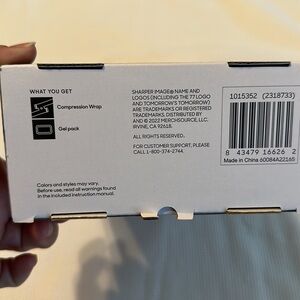 WHAT YOU GET
Compression Wrap
Gel pack
Colors and styles may vary.
Before use, read all warnings found
in the included instruction manual.
SHARPER IMAGE® NAME AND
LOGOS (INCLUDING THE 77 LOGO
AND TOMORROW'S TOMORROW)
ARE TRADEMARKS OR REGISTERED
TRADEMARKS. DISTRIBUTED BY
AND © 2022 MERCHSOURCE, LLC.
IRVINE, CA 92618.
ALL RIGHTS RESERVED.
FOR CUSTOMER SUPPORT, PLEASE
CALL 1-800-374-2744.
1015352 (2318733)
8 43479 16626 2
Made in China 60084A22165